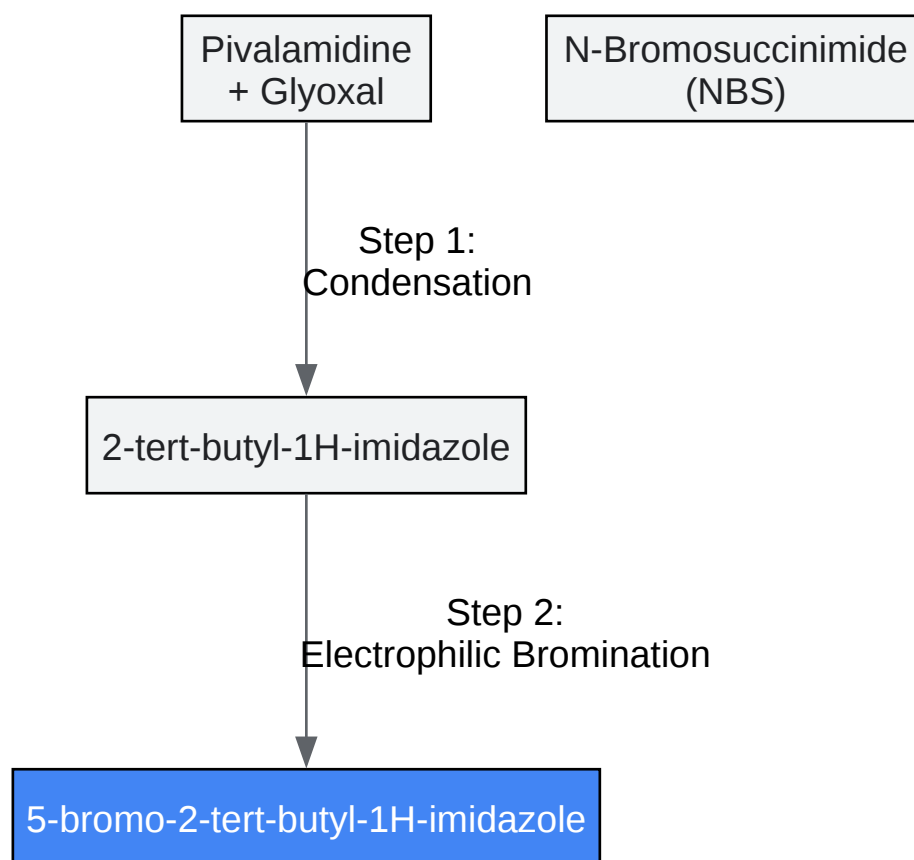 Pivalamidine
+ Glyoxal
N-Bromosuccinimide
(NBS)
Step 1:
Condensation
2-tert-butyl-1H-imidazole
Step 2:
Electrophilic Bromination
5-bromo-2-tert-butyl-1H-imidazole